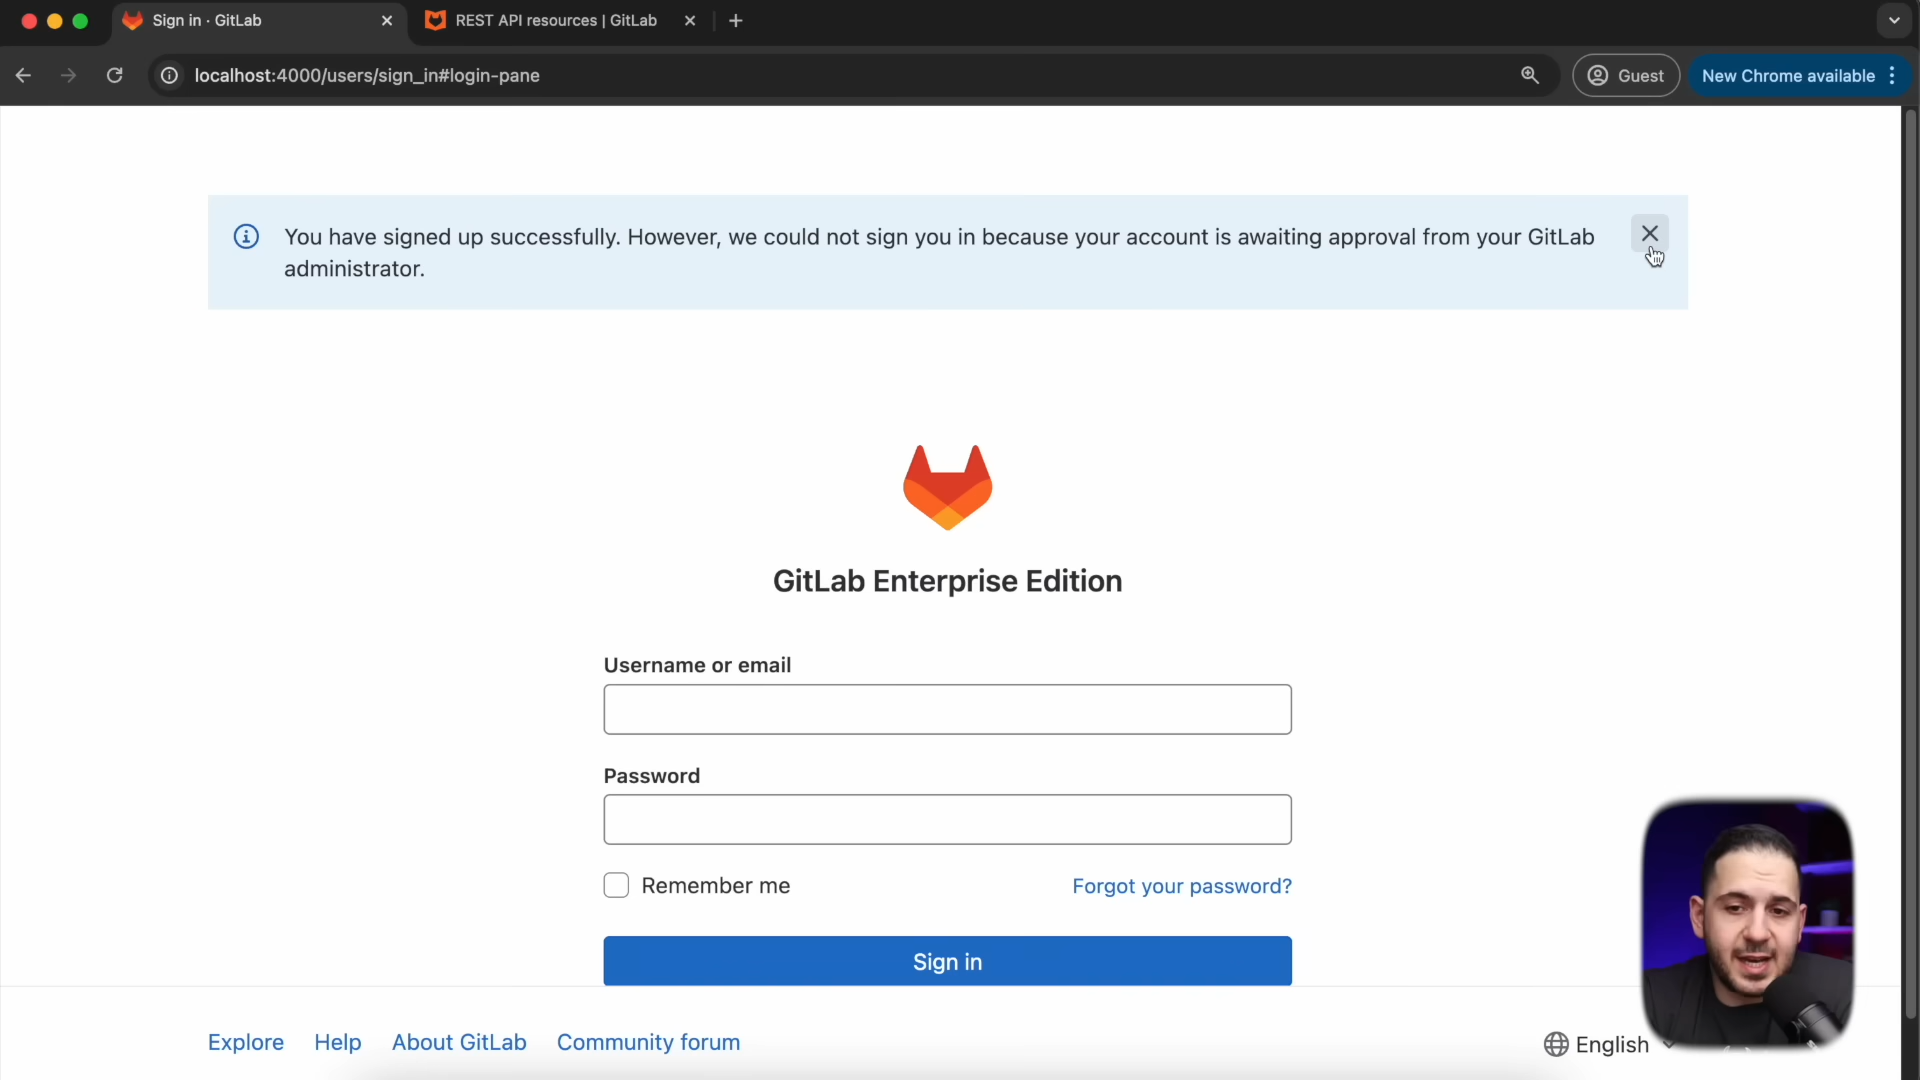 Sign in · GitLab
REST API resources | GitLab
localhost:4000/users/sign_in#login-pane
Guest
New Chrome available
You have signed up successfully. However, we could not sign you in because your account is awaiting approval from your GitLab
administrator.
GitLab Enterprise Edition
Username or email
Password
Remember me
Forgot your password?
Sign in
Explore
Help
About GitLab
Community forum
English